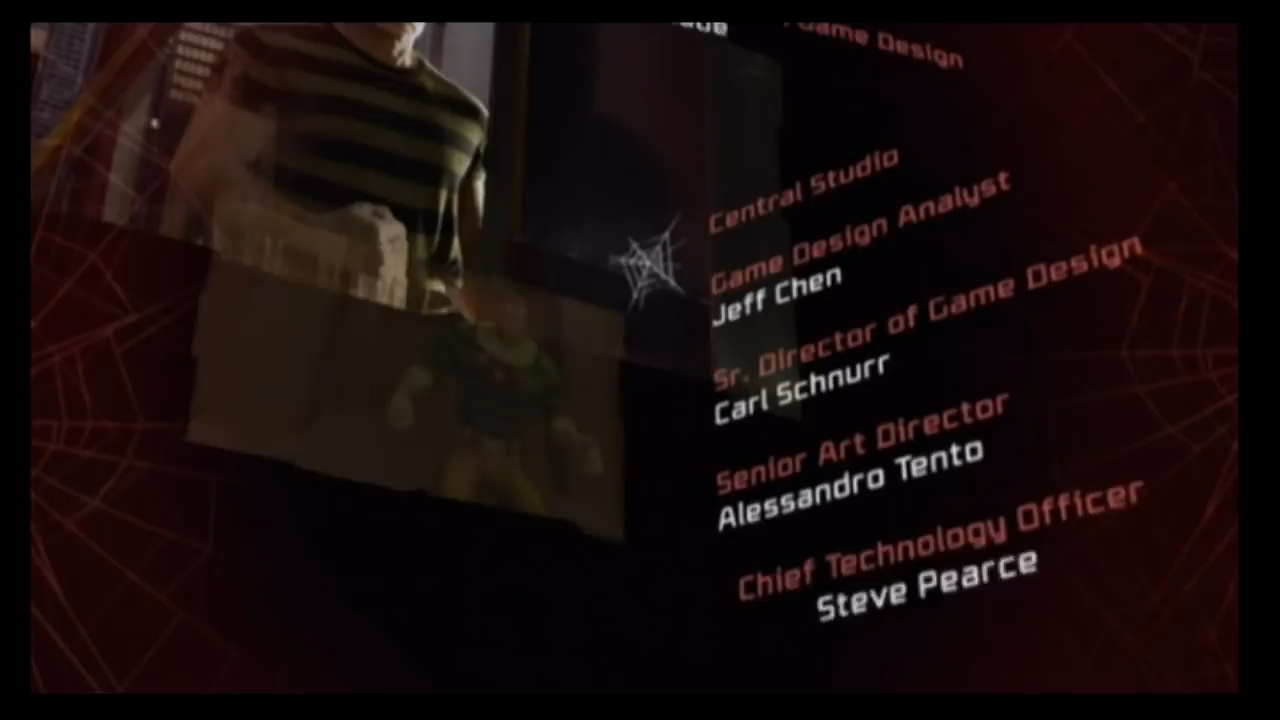 Game Design
Central Studio
Game Design Analyst
Jeff Chen
Sr. Director of Game Design
Carl Schnurr
Senior Art Director
Alessandro Tento
Chief Technology Officer
Steve Pearce